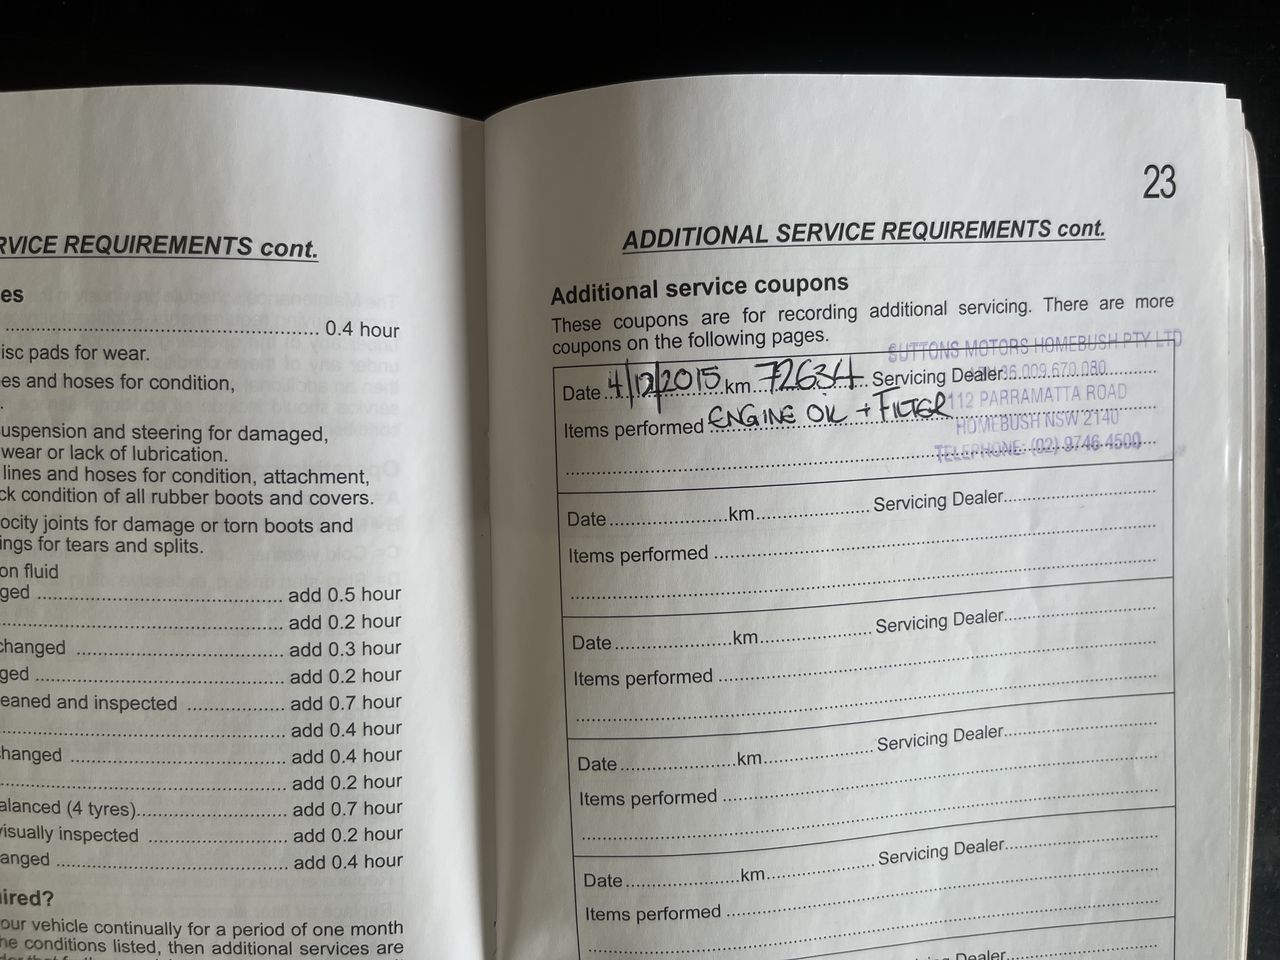 RVICE REQUIREMENTS cont.
es
........ 0.4 hour
isc pads for wear.
es and hoses for condition,
.
uspension and steering for damaged,
wear or lack of lubrication.
lines and hoses for condition, attachment,
ck condition of all rubber boots and covers.
ocity joints for damage or torn boots and
ings for tears and splits.
on fluid
ged ........ add 0.5 hour
........ add 0.2 hour
changed ........ add 0.3 hour
ged ........ add 0.2 hour
eaned and inspected ........ add 0.7 hour
........ add 0.4 hour
hanged ........ add 0.4 hour
........ add 0.2 hour
alanced (4 tyres)........ add 0.7 hour
visually inspected ........ add 0.2 hour
anged ........ add 0.4 hour
ired?
our vehicle continually for a period of one month
he conditions listed, then additional services are
23
ADDITIONAL SERVICE REQUIREMENTS cont.
Additional service coupons
These coupons are for recording additional servicing. There are more
coupons on the following pages.
SUTTONS MOTORS HOMEBUSH PTY LTD
Date 4/12/2015 km 72634 Servicing Dealer 36 009 670 080
112 PARRAMATTA ROAD
Items performed ENGINE OIL + FILTER
HOMEBUSH NSW 2140
TELEPHONE: (02) 9746 4500
Date........km........Servicing Dealer........
Items performed ........
Date........km........Servicing Dealer........
Items performed ........
Date........km........Servicing Dealer........
Items performed ........
Date........km........Servicing Dealer........
Items performed ........
Servicing Dealer